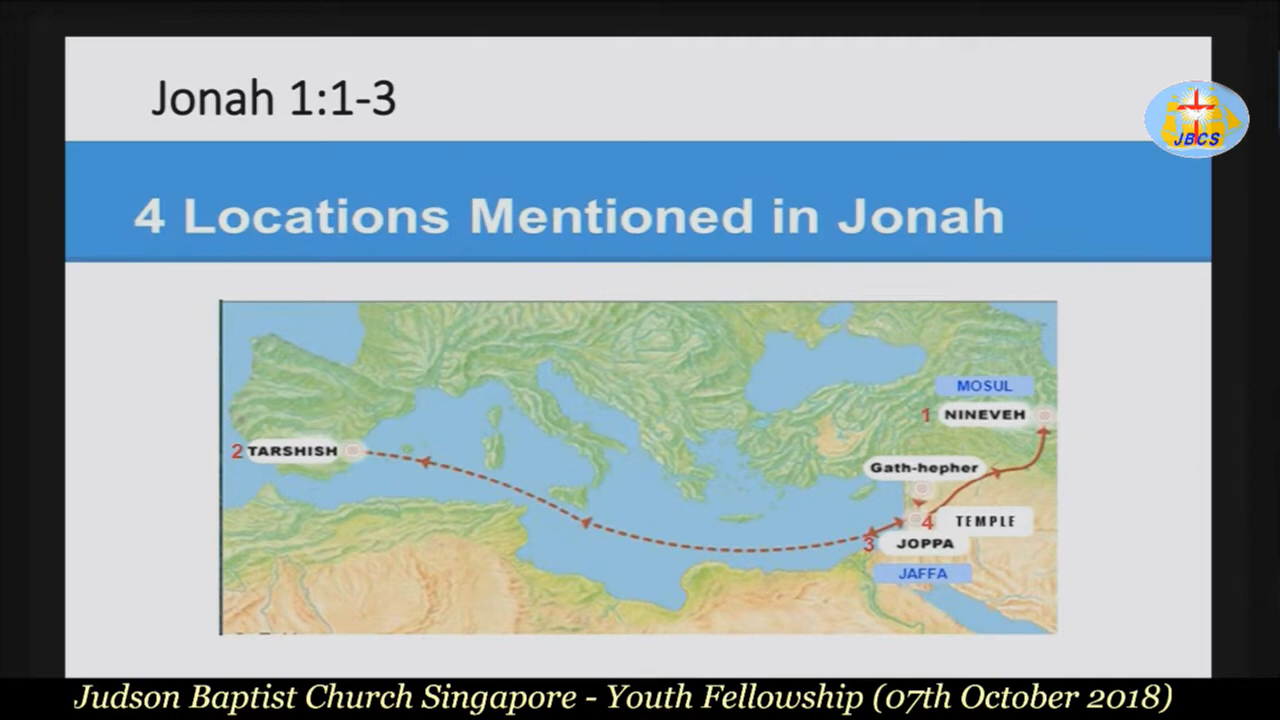 Jonah 1:1-3
JBCS
4 Locations Mentioned in Jonah
MOSUL
1 NINEVEH
2 TARSHISH
Gath-hepher
4 TEMPLE
3 JOPPA
JAFFA
Judson Baptist Church Singapore - Youth Fellowship (07th October 2018)